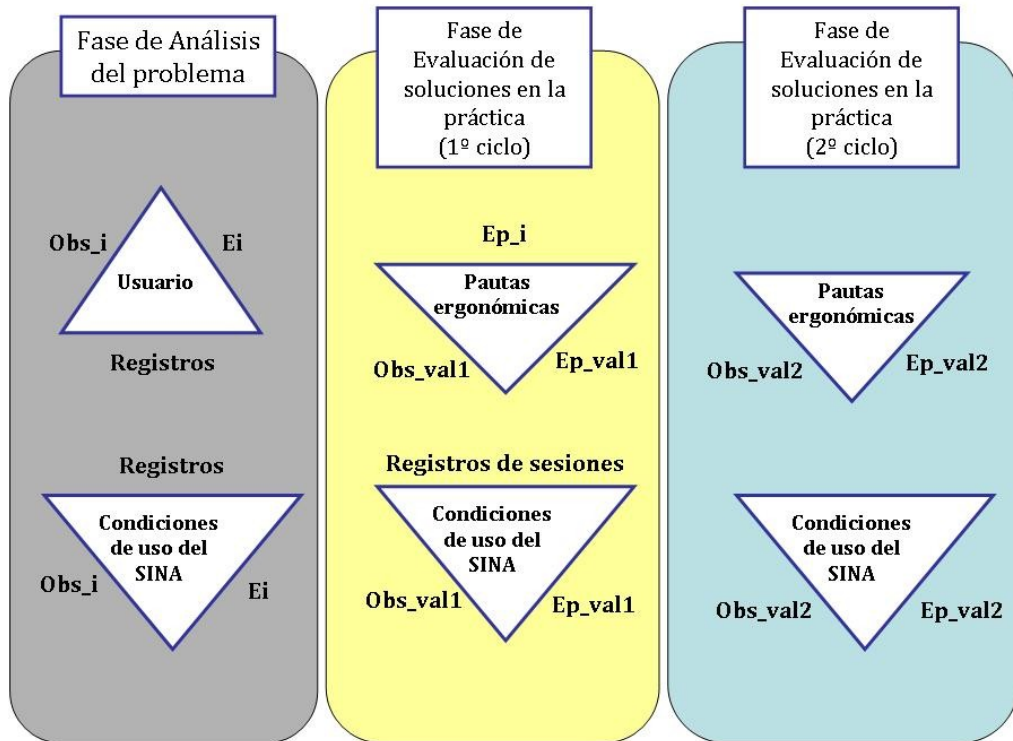 Fase de Análisis
del problema
Obs_i
Ei
Usuario
Registros
Registros
Condiciones
de uso del
SINA
Obs_i
Ei
Fase de
Evaluación de
soluciones en la
práctica
(1º ciclo)
Ep_i
Pautas
ergonómicas
Obs_val1
Ep_val1
Registros de sesiones
Condiciones
de uso del
SINA
Obs_val1
Ep_val1
Fase de
Evaluación de
soluciones en la
práctica
(2º ciclo)
Pautas
ergonómicas
Obs_val2
Ep_val2
Condiciones
de uso del
SINA
Obs_val2
Ep_val2